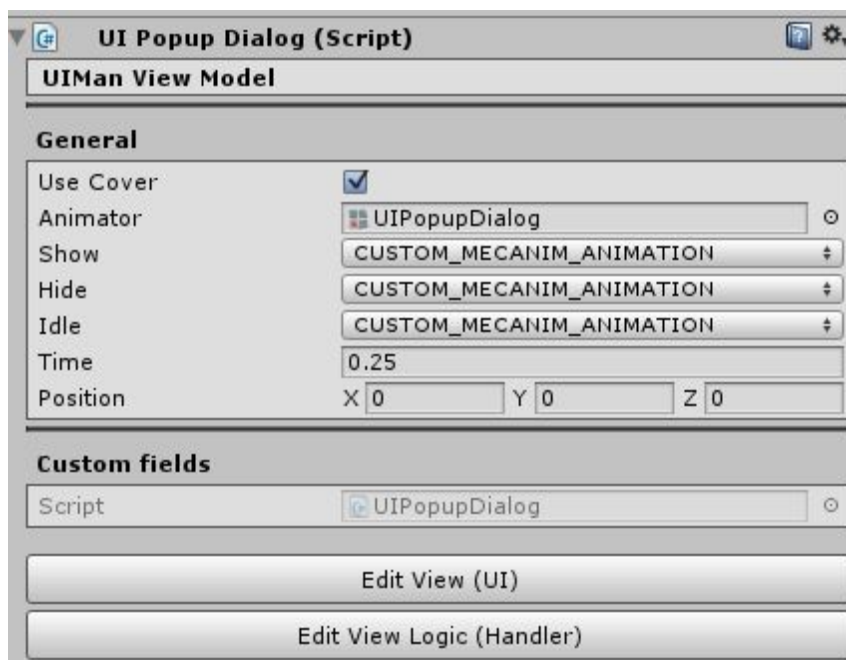 UI Popup Dialog (Script)
UIMan View Model
General
Use Cover
Animator UIPopupDialog
Show CUSTOM_MECANIM_ANIMATION
Hide CUSTOM_MECANIM_ANIMATION
Idle CUSTOM_MECANIM_ANIMATION
Time 0.25
Position X 0 Y 0 Z 0
Custom fields
Script UIPopupDialog
Edit View (UI)
Edit View Logic (Handler)